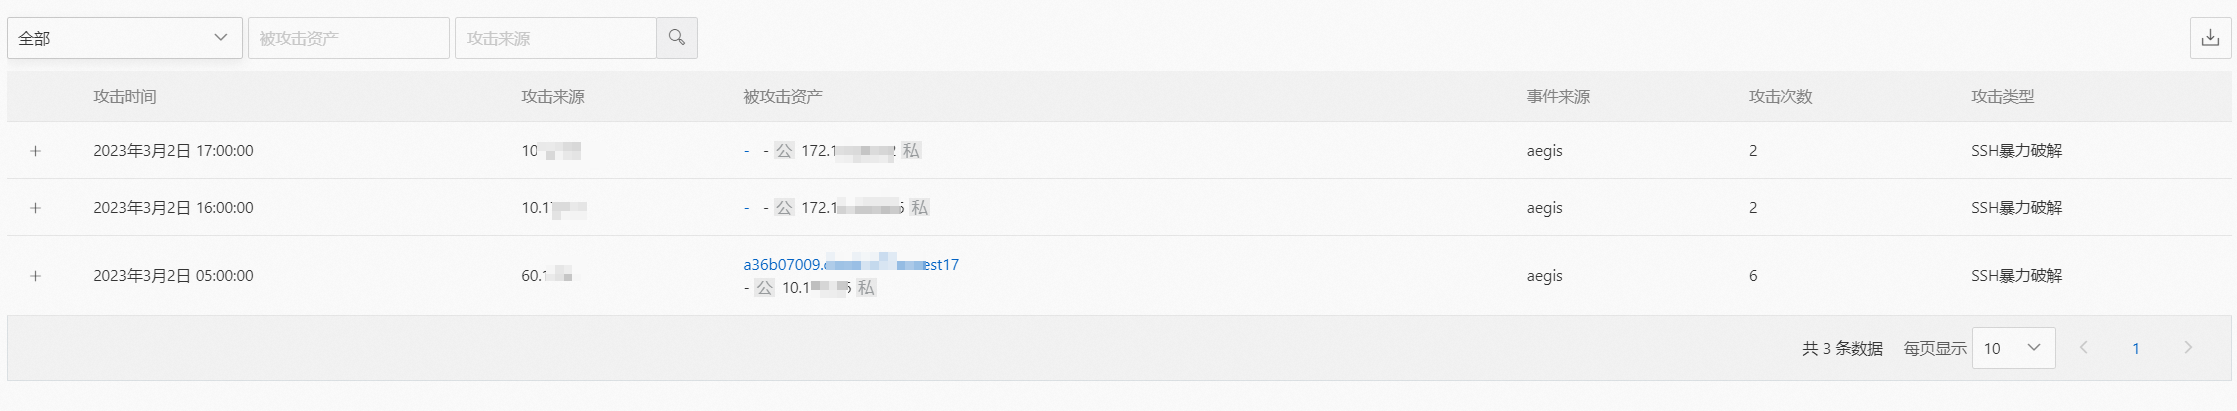 全部 被攻击资产 攻击来源
攻击时间 攻击来源 被攻击资产 事件来源 攻击次数 攻击类型
+ 2023年3月2日 17:00:00 10 - - 公 172.1 2 私 aegis 2 SSH暴力破解
+ 2023年3月2日 16:00:00 10.1 - - 公 172.1 私 aegis 2 SSH暴力破解
a36b07009. est17
+ 2023年3月2日 05:00:00 60. aegis 6 SSH暴力破解
- 公 10.1 私
共 3 条数据 每页显示 10 1